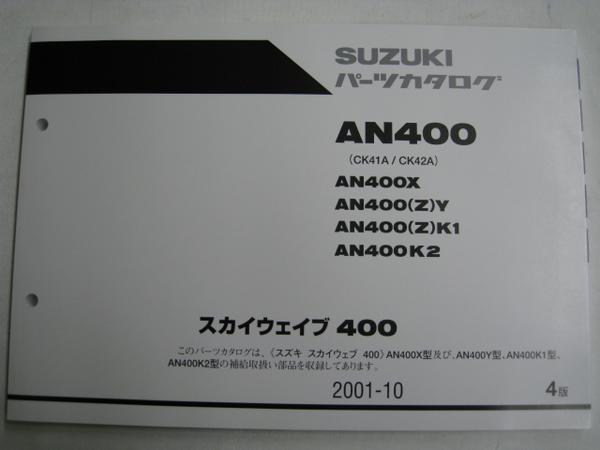 SUZUKI
パーツカタログ
AN400
(CK41A / CK42A)
AN400X
AN400(Z)Y
AN400(Z)K1
AN400K2
スカイウェイブ 400
このパーツカタログは、《スズキ スカイウェブ 400》AN400X型及び、AN400Y型、AN400K1型、
AN400K2型の補給取扱い部品を収録してあります。
2001-10
4版